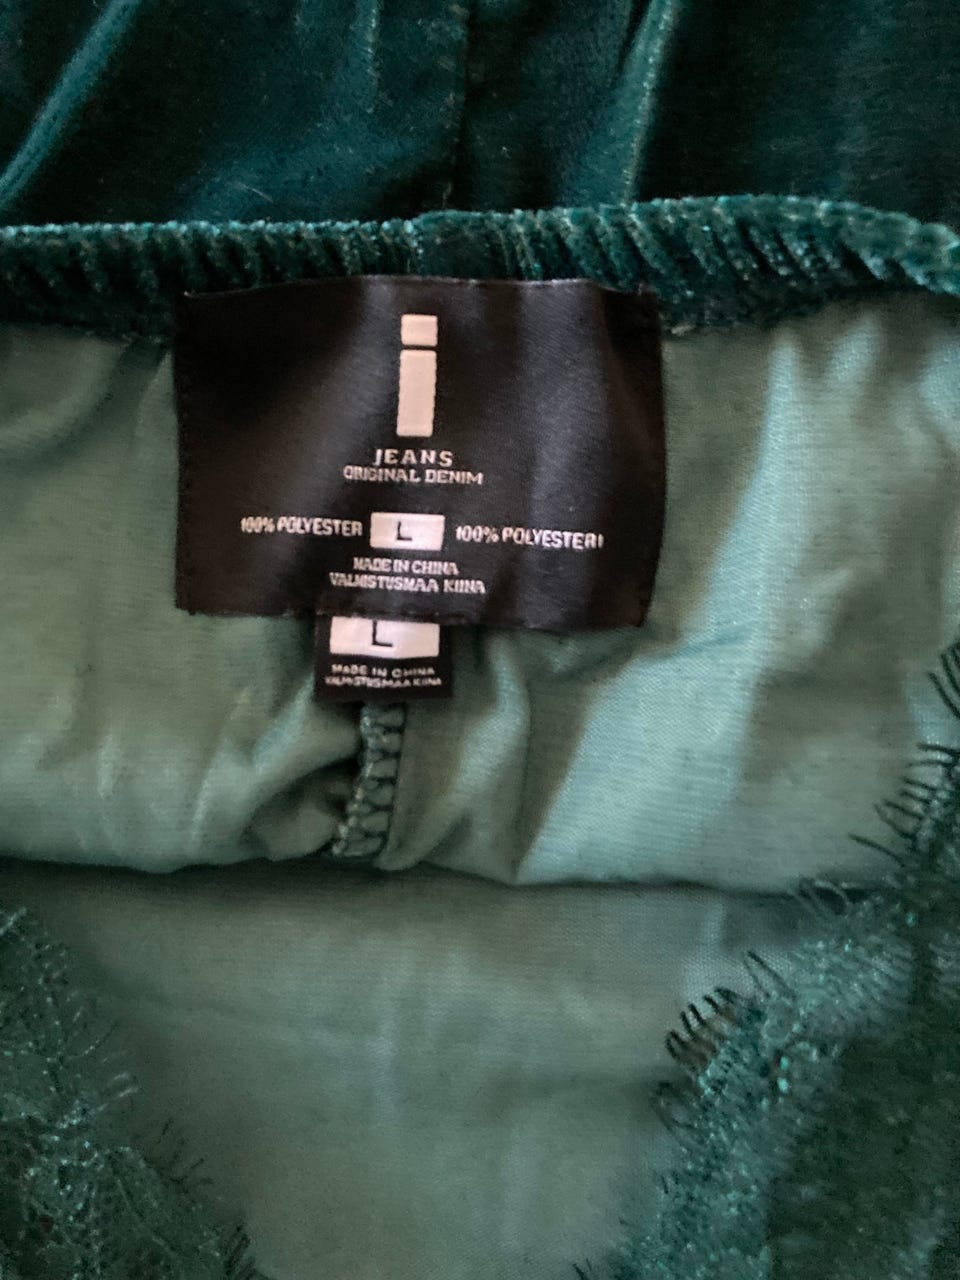 i
JEANS
ORIGINAL DENIM
100% POLYESTER L 100% POLYESTERI
MADE IN CHINA
VALMISTUSMAA KIINA
L
MADE IN CHINA
VALMISTUSMAA KIINA